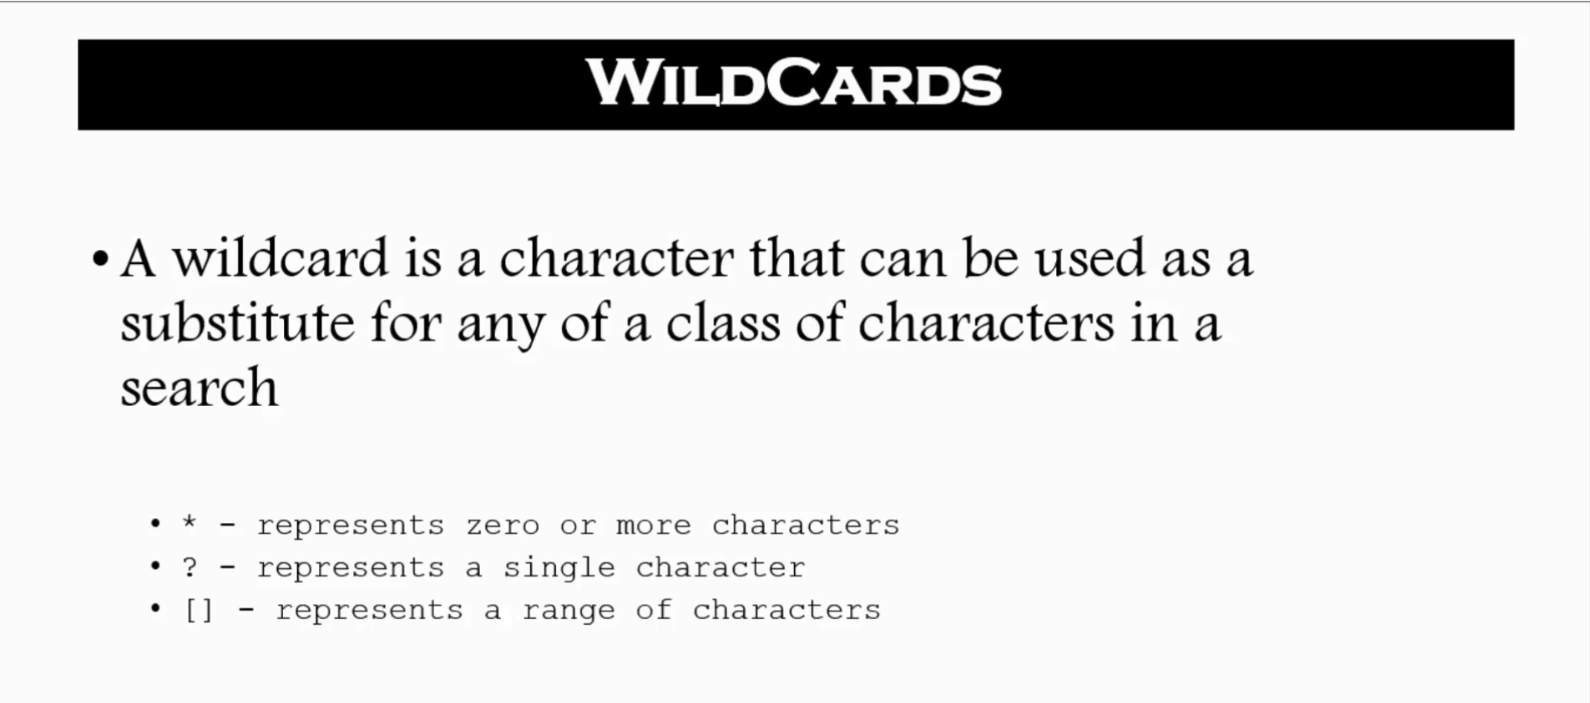 WILDCARDS
• A wildcard is a character that can be used as a
substitute for any of a class of characters in a
search
• * – represents zero or more characters
• ? – represents a single character
• [] – represents a range of characters